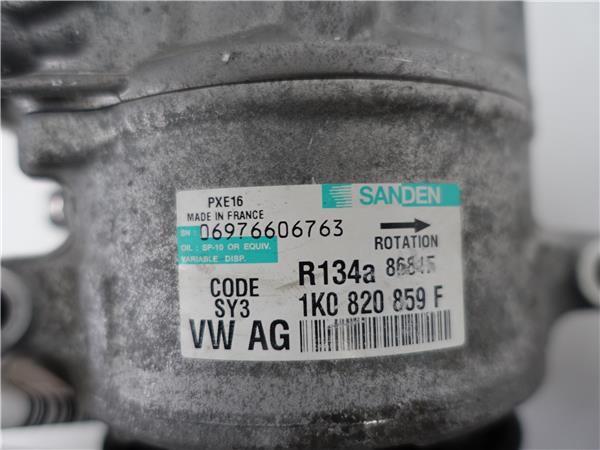 PXE16
MADE IN FRANCE
SANDEN
SN: 06976606763
ROTATION
OIL : SP-10 OR EQUIV.
VARIABLE DISP.
CODE
SY3
R134a
1K0 820 859 F
VW AG